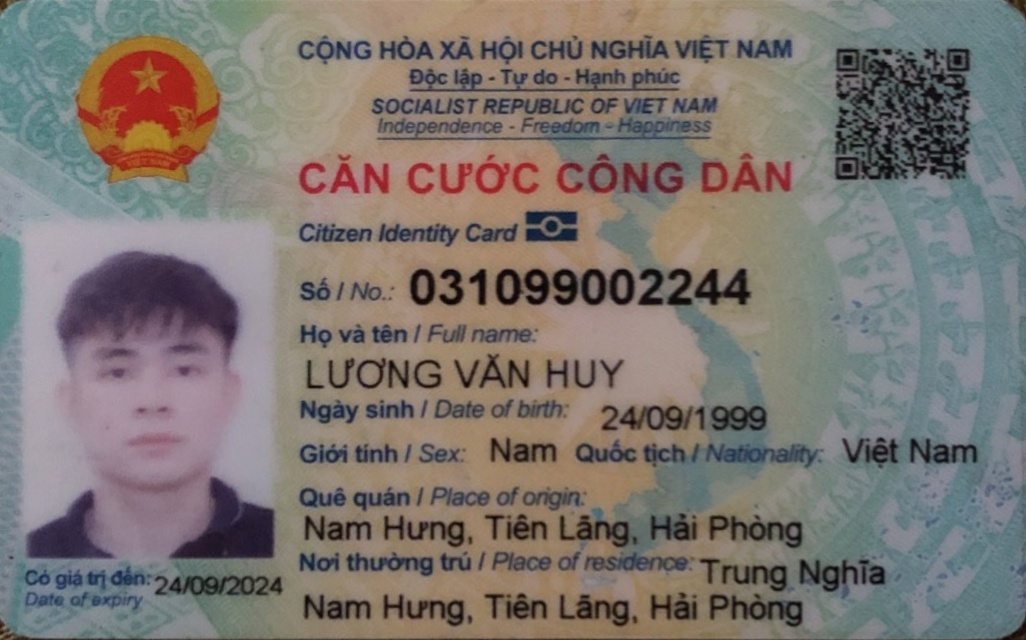 CỘNG HÒA XÃ HỘI CHỦ NGHĨA VIỆT NAM
Độc lập - Tự do - Hạnh phúc
SOCIALIST REPUBLIC OF VIET NAM
Independence - Freedom - Happiness
CĂN CƯỚC CÔNG DÂN
Citizen Identity Card
Số / No.: 031099002244
Họ và tên / Full name:
LƯƠNG VĂN HUY
Ngày sinh / Date of birth: 24/09/1999
Giới tính / Sex: Nam Quốc tịch / Nationality: Việt Nam
Quê quán / Place of origin:
Nam Hưng, Tiên Lãng, Hải Phòng
Nơi thường trú / Place of residence: Trung Nghĩa
Nam Hưng, Tiên Lãng, Hải Phòng
Có giá trị đến: 24/09/2024
Date of expiry